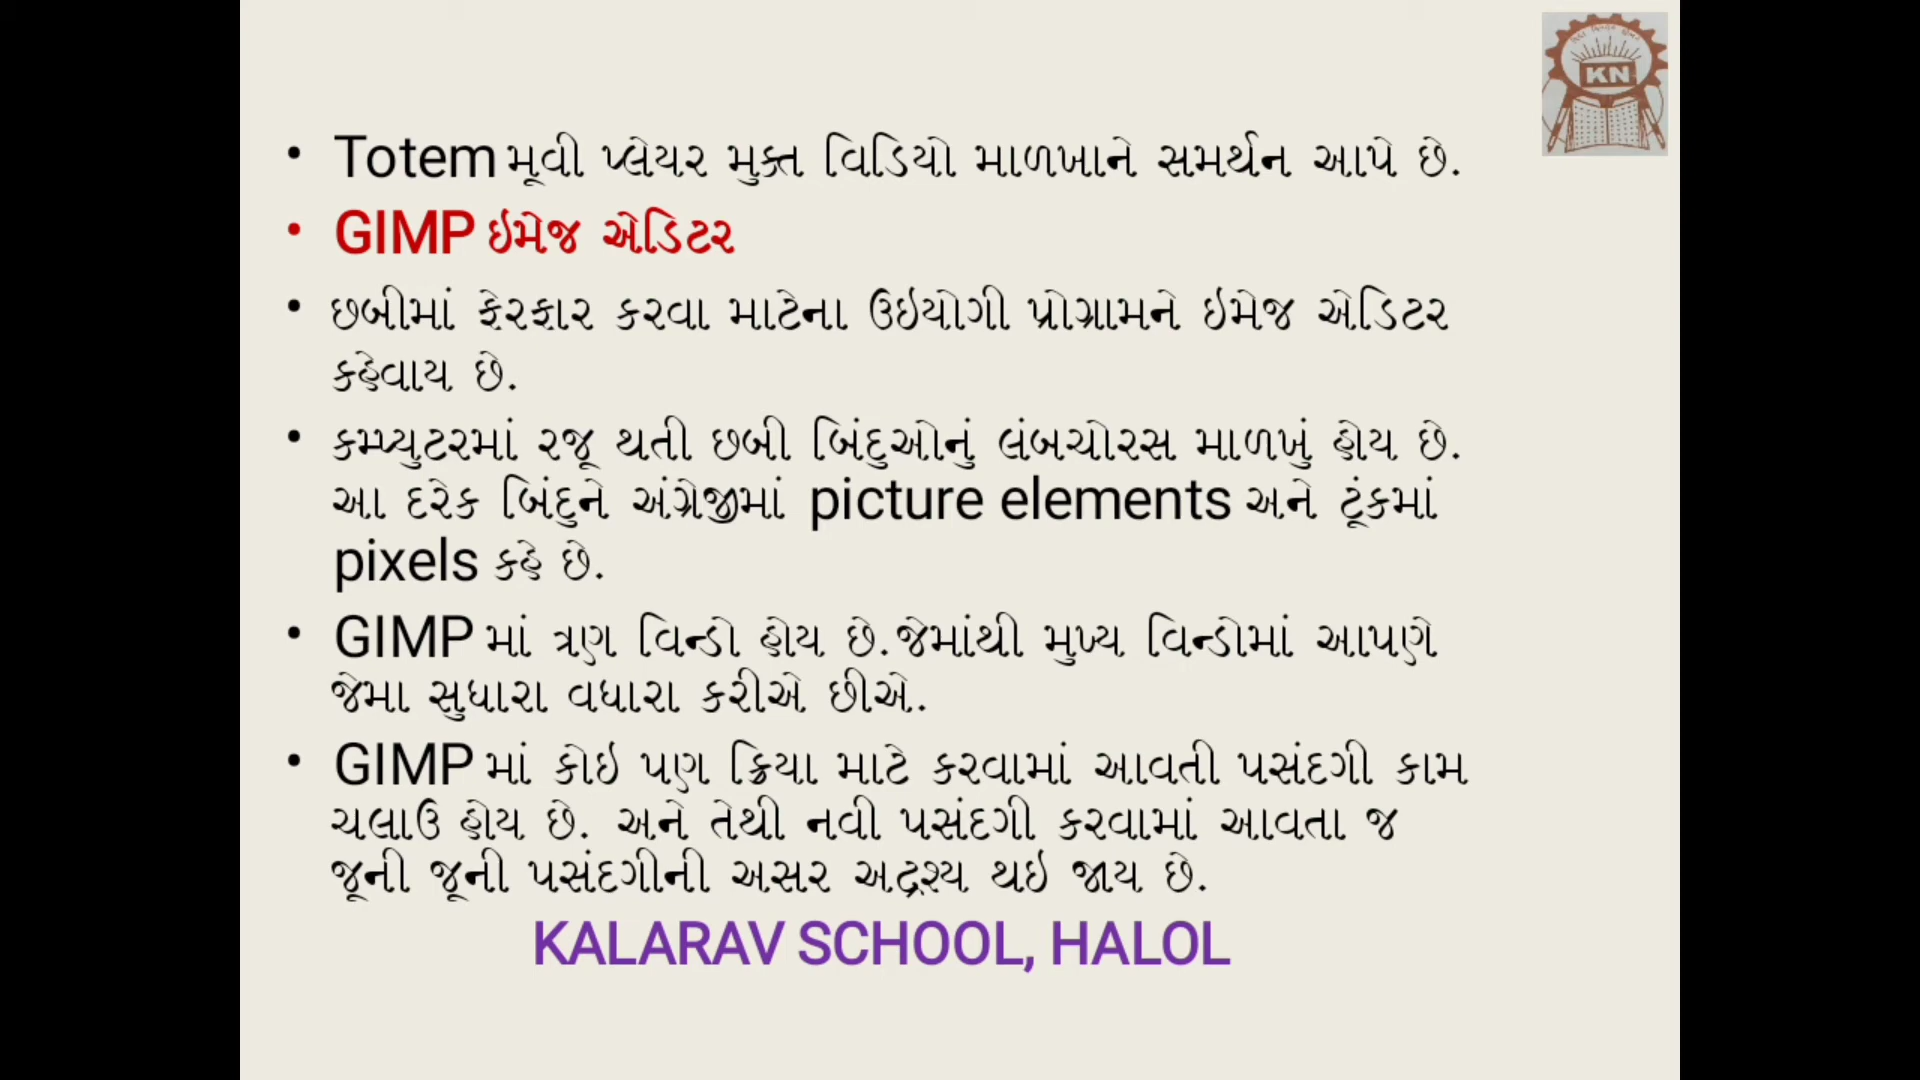 • Totem મૂવી પ્લેયર મુક્ત વિડિયો માળખાને સમર્થન આપે છે.
• GIMP ઇમેજ એડિટર
• છબીમાં ફેરફાર કરવા માટેના ઉઇયોગી પ્રોગ્રામને ઇમેજ એડિટર
કહેવાય છે.
• કમ્પ્યુટરમાં રજૂ થતી છબી બિંદુઓનું લંબચોરસ માળખું હોય છે.
આ દરેક બિંદુને અંગ્રેજીમાં picture elements અને ટૂંકમાં
pixels કહે છે.
• GIMP માં ત્રણ વિન્ડો હોય છે.જેમાંથી મુખ્ય વિન્ડોમાં આપણે
જેમા સુધારા વધારા કરીએ છીએ.
• GIMP માં કોઇ પણ ક્રિયા માટે કરવામાં આવતી પસંદગી કામ
ચલાઉ હોય છે. અને તેથી નવી પસંદગી કરવામાં આવતા જ
જૂની જૂની પસંદગીની અસર અદ્રશ્ય થઇ જાય છે.
KALARAV SCHOOL, HALOL
KN